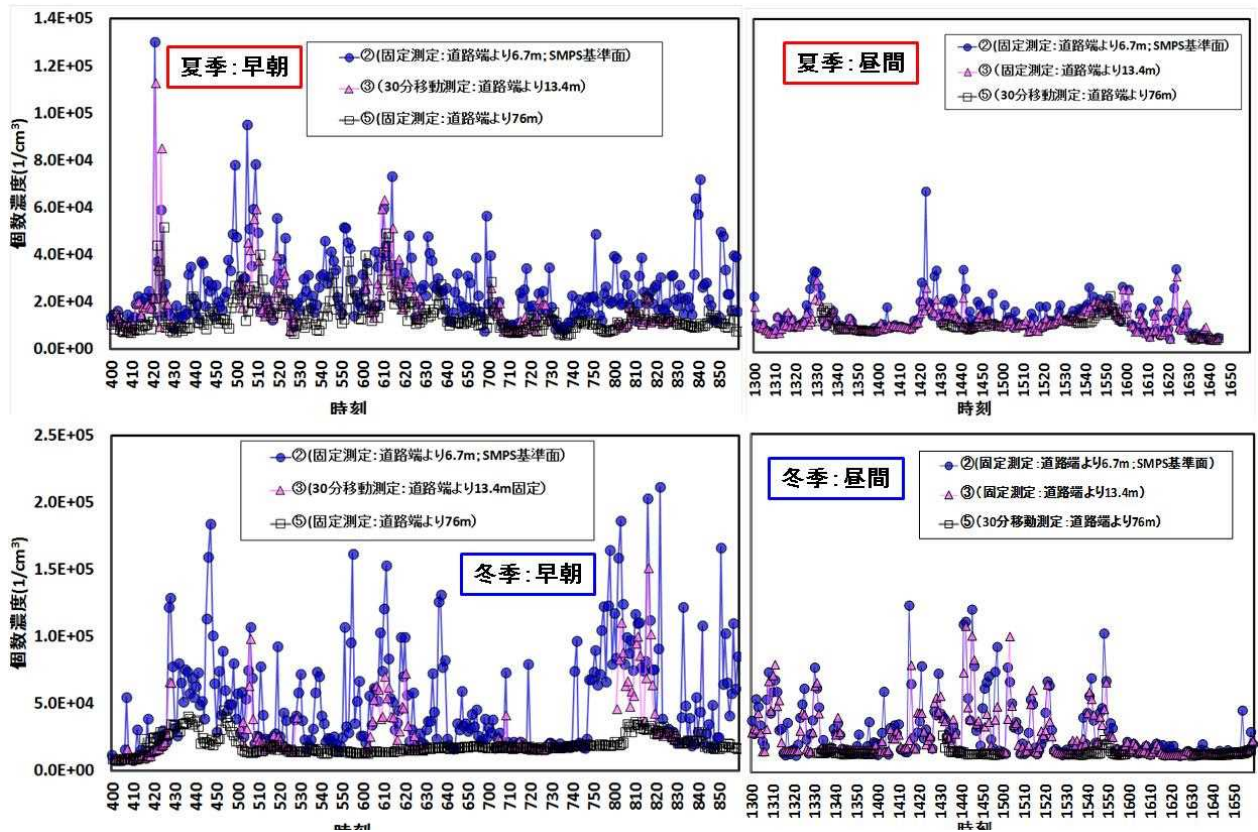 1.4E+05
1.2E+05
1.0E+05
8.0E+04
6.0E+04
4.0E+04
2.0E+04
0.0E+00
個数濃度(1/cm³)
夏季:早朝
②(固定測定:道路端より6.7m;SMPS基準面)
③(30分移動測定:道路端より13.4m)
⑤(固定測定:道路端より76m)
400 410 420 430 440 450 500 510 520 530 540 550 600 610 620 630 640 650 700 710 720 730 740 750 800 810 820 830 840 850
時刻
夏季:昼間
②(固定測定:道路端より6.7m;SMPS基準面)
③(固定測定:道路端より13.4m)
⑤(30分移動測定:道路端より76m)
1300 1310 1320 1330 1340 1350 1400 1410 1420 1430 1440 1450 1500 1510 1520 1530 1540 1550 1600 1610 1620 1630 1640 1650
時刻
2.5E+05
2.0E+05
1.5E+05
1.0E+05
5.0E+04
0.0E+00
個数濃度(1/cm³)
②(固定測定:道路端より6.7m;SMPS基準面)
③(30分移動測定:道路端より13.4m固定)
⑤(固定測定:道路端より76m)
冬季:早朝
400 410 420 430 440 450 500 510 520 530 540 550 600 610 620 630 640 650 700 710 720 730 740 750 800 810 820 830 840 850
時刻
冬季:昼間
②(固定測定:道路端より6.7m;SMPS基準面)
③(固定測定:道路端より13.4m)
⑤(30分移動測定:道路端より76m)
1300 1310 1320 1330 1340 1350 1400 1410 1420 1430 1440 1450 1500 1510 1520 1530 1540 1550 1600 1610 1620 1630 1640 1650
時刻